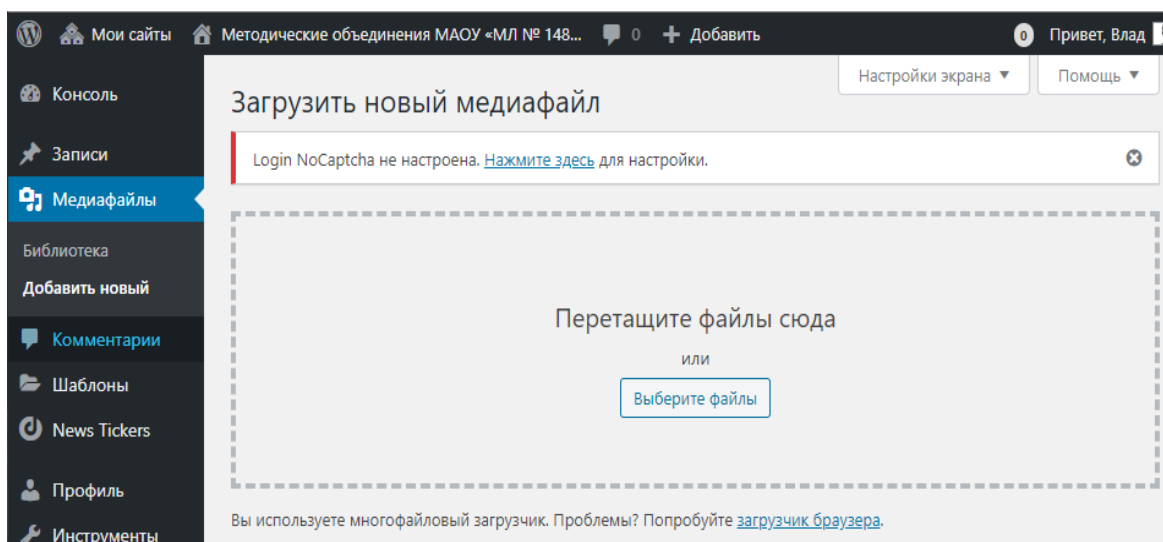 Мои сайты Методические объединения МАОУ «МЛ № 148... 0 Добавить 0 Привет, Влад
Настройки экрана Помощь
Консоль
Загрузить новый медиафайл
Записи
Login NoCaptcha не настроена. Нажмите здесь для настройки.
Медиафайлы
Библиотека
Добавить новый
Перетащите файлы сюда
Комментарии
или
Шаблоны
Выберите файлы
News Tickers
Профиль
Вы используете многофайловый загрузчик. Проблемы? Попробуйте загрузчик браузера.
Инструменты